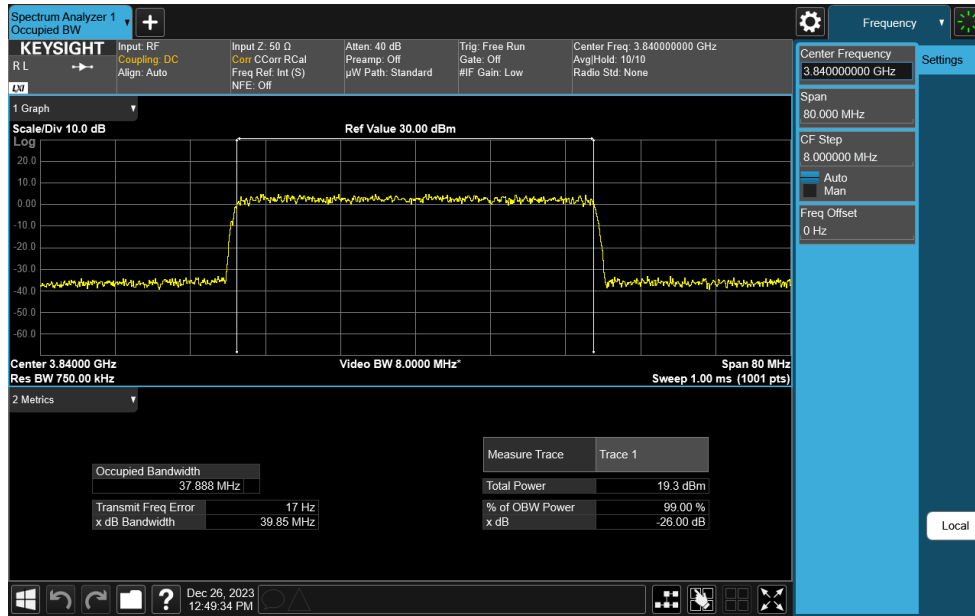 Spectrum Analyzer 1
Occupied BW
Frequency
KEYSIGHT
R L
LXI
Input: RF
Coupling: DC
Align: Auto
Input Z: 50 Ω
Corr CCorr RCal
Freq Ref: Int (S)
NFE: Off
Atten: 40 dB
Preamp: Off
µW Path: Standard
Trig: Free Run
Gate: Off
#IF Gain: Low
Center Freq: 3.840000000 GHz
Avg|Hold: 10/10
Radio Std: None
Center Frequency
3.840000000 GHz
Settings
Span
80.000 MHz
CF Step
8.000000 MHz
Auto
Man
Freq Offset
0 Hz
Local
1 Graph
Scale/Div 10.0 dB
Ref Value 30.00 dBm
Log
20.0
10.0
0.00
-10.0
-20.0
-30.0
-40.0
-50.0
-60.0
Center 3.84000 GHz
Video BW 8.0000 MHz*
Span 80 MHz
Res BW 750.00 kHz
Sweep 1.00 ms (1001 pts)
2 Metrics
Measure Trace Trace 1
Occupied Bandwidth
37.888 MHz
Total Power 19.3 dBm
Transmit Freq Error 17 Hz
% of OBW Power 99.00 %
x dB Bandwidth 39.85 MHz
x dB -26.00 dB
?
Dec 26, 2023
12:49:34 PM